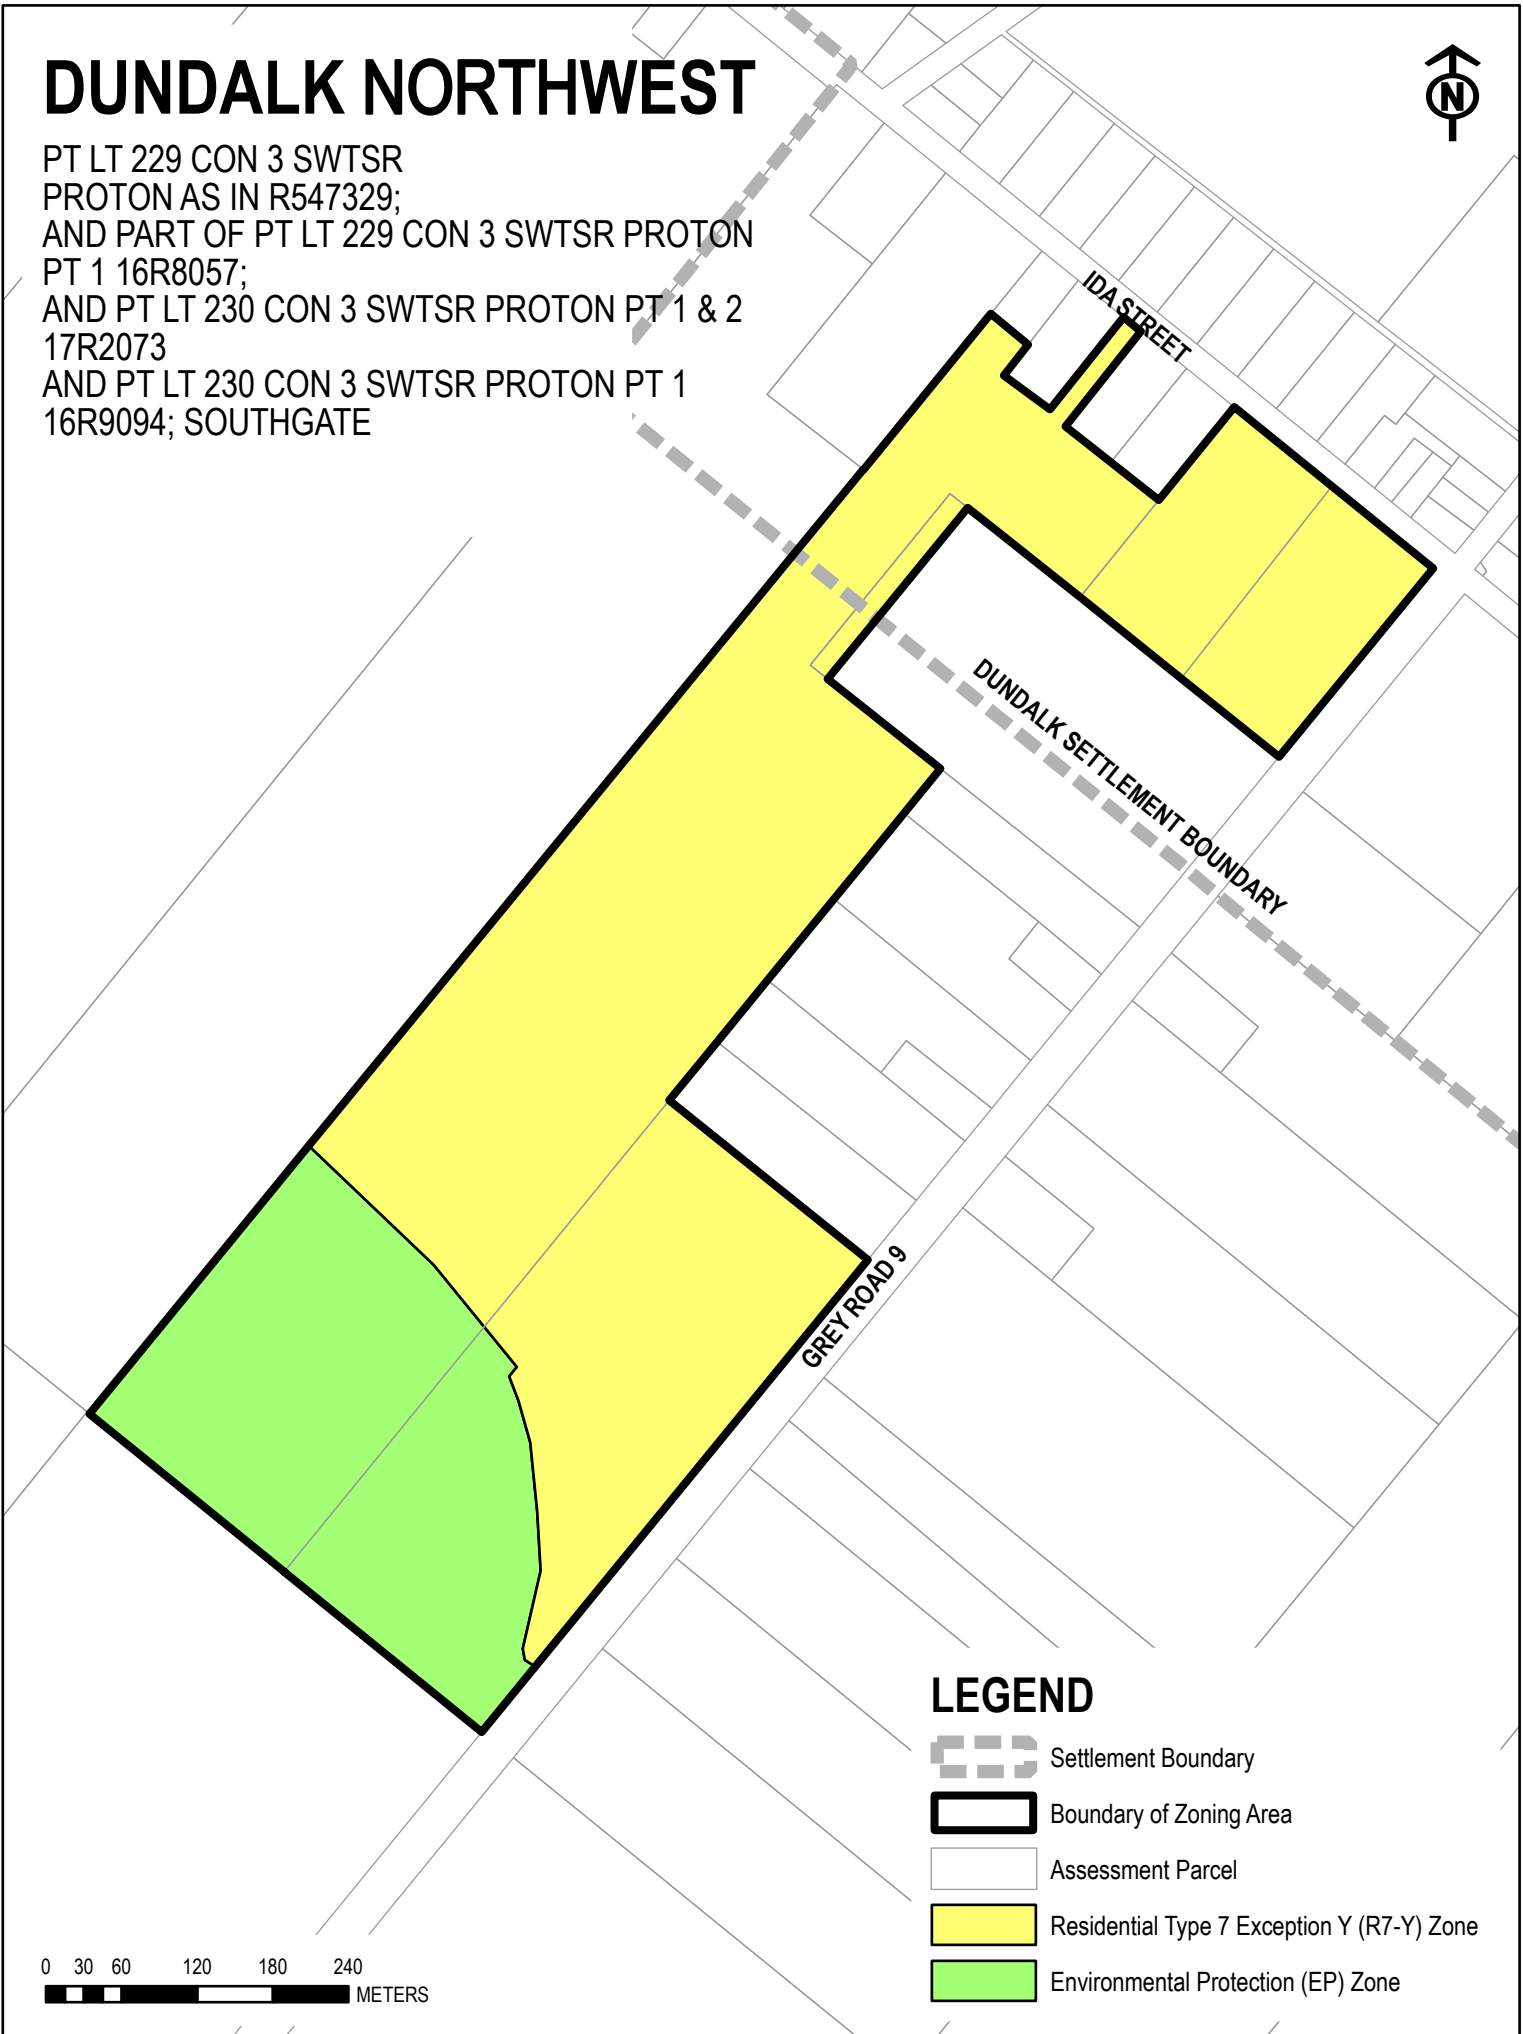 DUNDALK NORTHWEST
PT LT 229 CON 3 SWTSR
PROTON AS IN R547329;
AND PART OF PT LT 229 CON 3 SWTSR PROTON
PT 1 16R8057;
AND PT LT 230 CON 3 SWTSR PROTON PT 1 & 2
17R2073
AND PT LT 230 CON 3 SWTSR PROTON PT 1
16R9094; SOUTHGATE
N
IDA STREET
DUNDALK SETTLEMENT BOUNDARY
GREY ROAD 9
LEGEND
Settlement Boundary
Boundary of Zoning Area
Assessment Parcel
Residential Type 7 Exception Y (R7-Y) Zone
Environmental Protection (EP) Zone
0 30 60 120 180 240
METERS